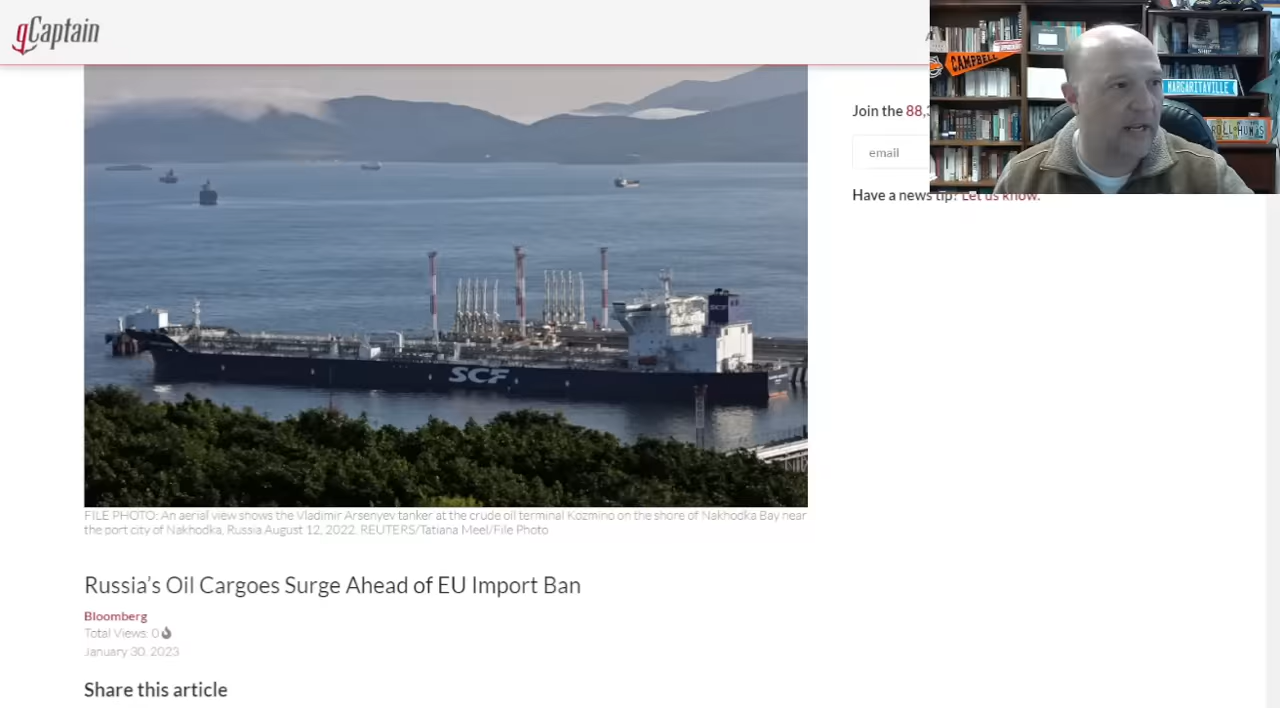 gCaptain
CAMPBELL
MARGARITAVILLE
Join the 88,
email
Have a news tip? Let us know.
SCF
SCF
FILE PHOTO: An aerial view shows the Vladimir Arsenyev tanker at the crude oil terminal Kozmino on the shore of Nakhodka Bay near
the port city of Nakhodka, Russia August 12, 2022. REUTERS/Tatiana Meel/File Photo
Russia's Oil Cargoes Surge Ahead of EU Import Ban
Bloomberg
Total Views: 0
January 30, 2023
Share this article